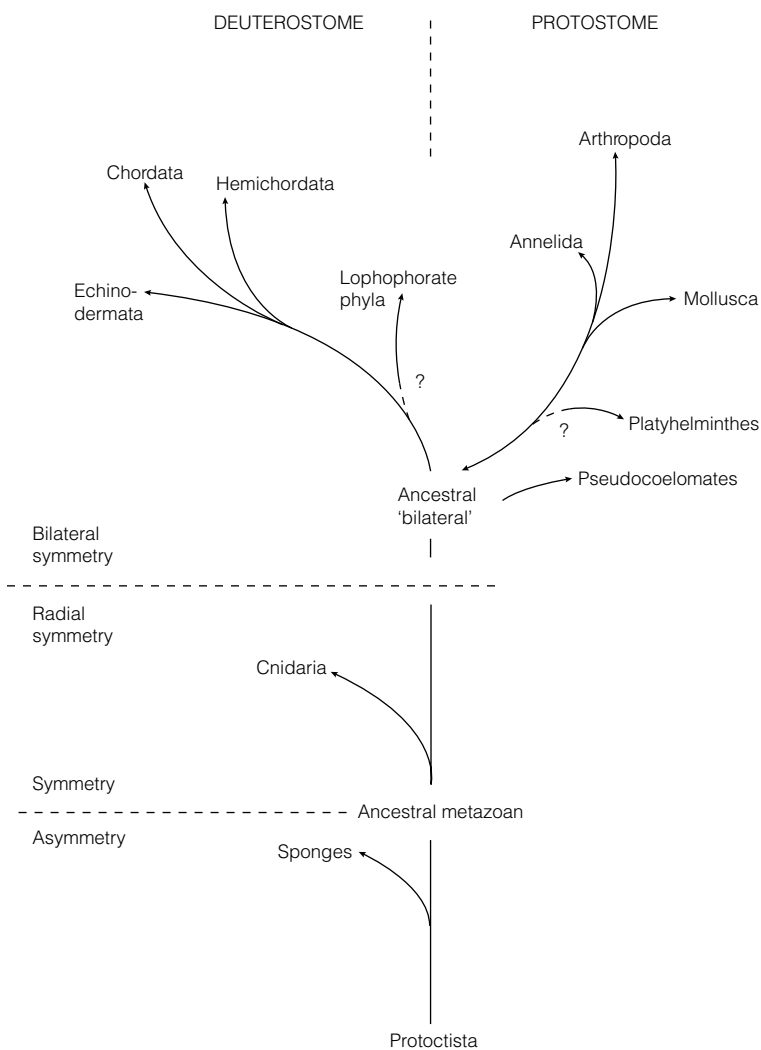 DEUTEROSTOME
PROTOSTOME
Arthropoda
Chordata
Hemichordata
Annelida
Lophophorate
phyla
Echino-
dermata
Mollusca
?
Platyhelminthes
?
Pseudocoelomates
Ancestral
‘bilateral’
Bilateral
symmetry
Radial
symmetry
Cnidaria
Symmetry
Ancestral metazoan
Asymmetry
Sponges
Protoctista